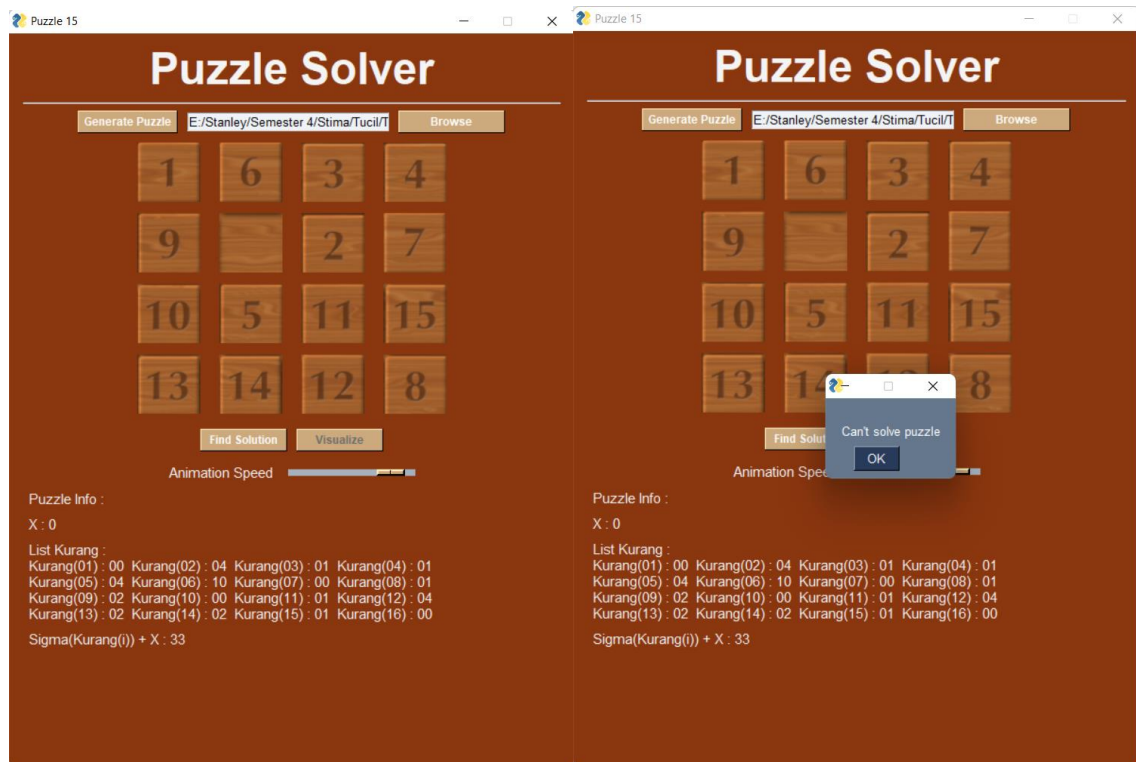 Puzzle 15
Puzzle Solver
Generate Puzzle E:/Stanley/Semester 4/Stima/Tucil/T Browse
1 6 3 4
9 2 7
10 5 11 15
13 14 12 8
Find Solution Visualize
Animation Speed
Puzzle Info :
X : 0
List Kurang :
Kurang(01) : 00 Kurang(02) : 04 Kurang(03) : 01 Kurang(04) : 01
Kurang(05) : 04 Kurang(06) : 10 Kurang(07) : 00 Kurang(08) : 01
Kurang(09) : 02 Kurang(10) : 00 Kurang(11) : 01 Kurang(12) : 04
Kurang(13) : 02 Kurang(14) : 02 Kurang(15) : 01 Kurang(16) : 00
Sigma(Kurang(i)) + X : 33
Puzzle 15
Puzzle Solver
Generate Puzzle E:/Stanley/Semester 4/Stima/Tucil/T Browse
1 6 3 4
9 2 7
10 5 11 15
13 14 8
Can't solve puzzle
OK
Find Solut
Animation Spee
Puzzle Info :
X : 0
List Kurang :
Kurang(01) : 00 Kurang(02) : 04 Kurang(03) : 01 Kurang(04) : 01
Kurang(05) : 04 Kurang(06) : 10 Kurang(07) : 00 Kurang(08) : 01
Kurang(09) : 02 Kurang(10) : 00 Kurang(11) : 01 Kurang(12) : 04
Kurang(13) : 02 Kurang(14) : 02 Kurang(15) : 01 Kurang(16) : 00
Sigma(Kurang(i)) + X : 33